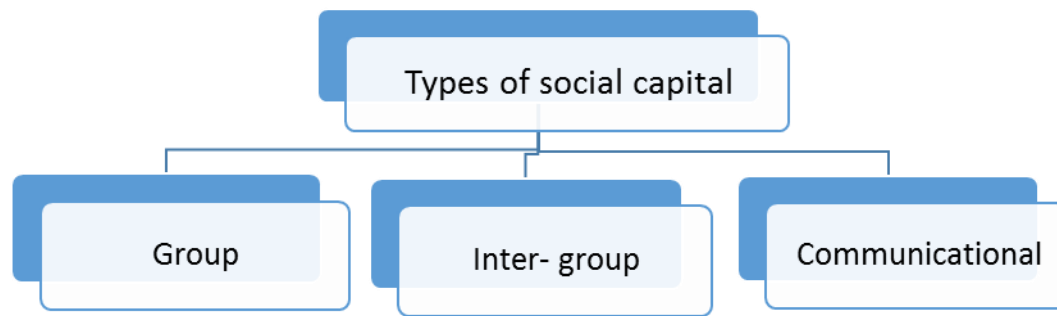 Types of social capital
Group
Inter- group
Communicational